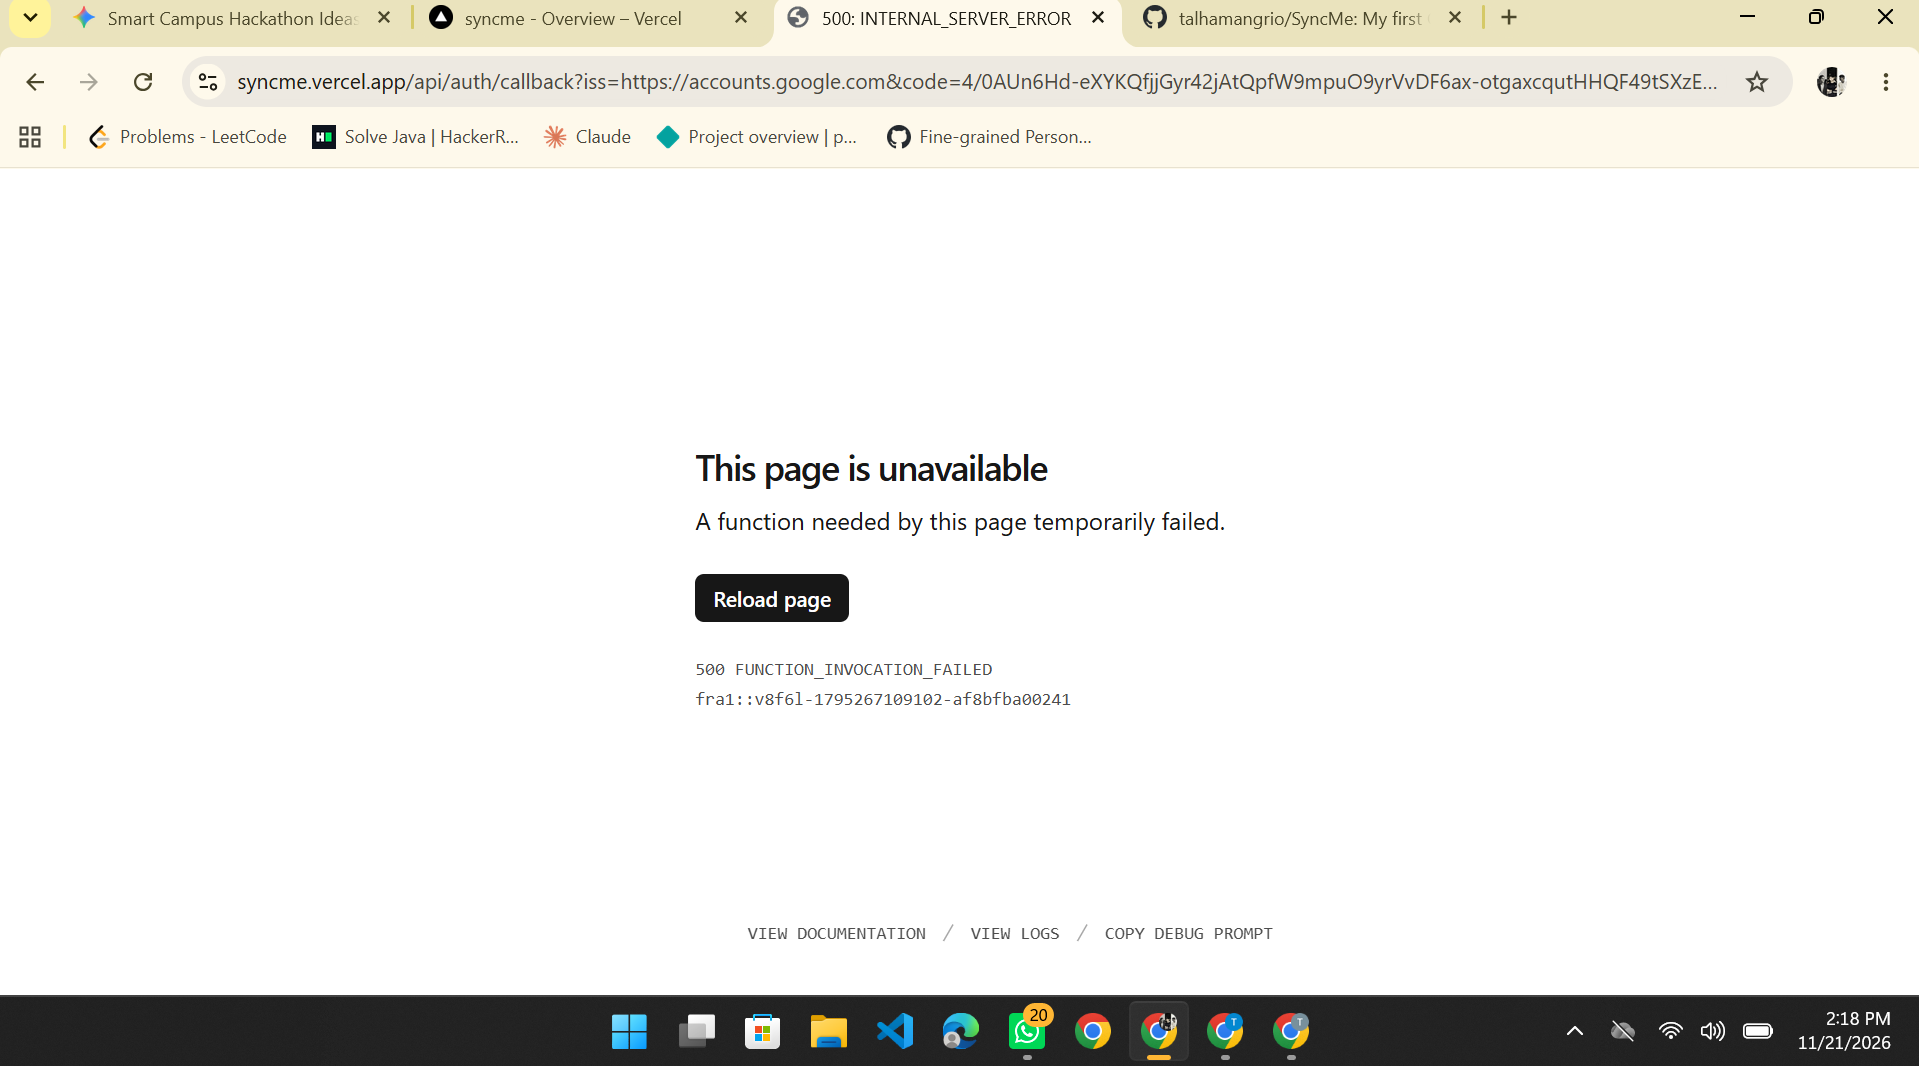 Smart Campus Hackathon Ideas
syncme - Overview – Vercel
500: INTERNAL_SERVER_ERROR
talhamangrio/SyncMe: My first
syncme.vercel.app/api/auth/callback?iss=https://accounts.google.com&code=4/0AUn6Hd-eXYKQfjjGyr42jAtQpfW9mpuO9yrVvDF6ax-otgaxcqutHHQF49tSXzE...
Problems - LeetCode
Solve Java | HackerR...
Claude
Project overview | p...
Fine-grained Person...
This page is unavailable
A function needed by this page temporarily failed.
Reload page
500 FUNCTION_INVOCATION_FAILED
fra1::v8f6l-1795267109102-af8bfba00241
VIEW DOCUMENTATION / VIEW LOGS / COPY DEBUG PROMPT
20
T
T
2:18 PM
11/21/2026